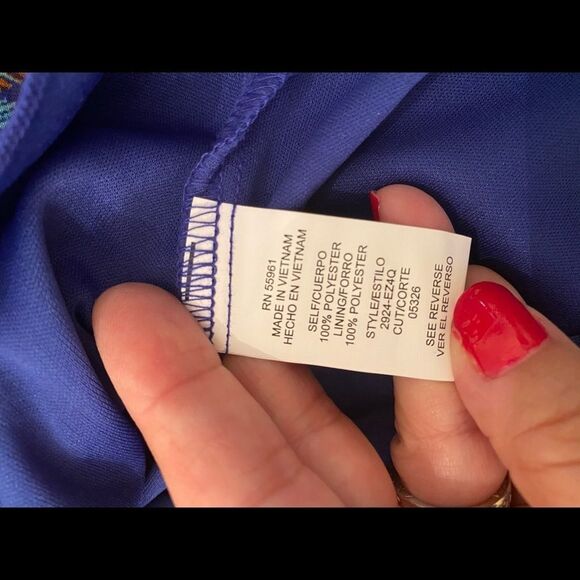 RN 55961
MADE IN VIETNAM
HECHO EN VIETNAM
SELF/CUERPO
100% POLYESTER
LINING/FORRO
100% POLYESTER
STYLE/ESTILO
2924-EZ4Q
CUT/CORTE
05326
SEE REVERSE
VER EL REVERSO